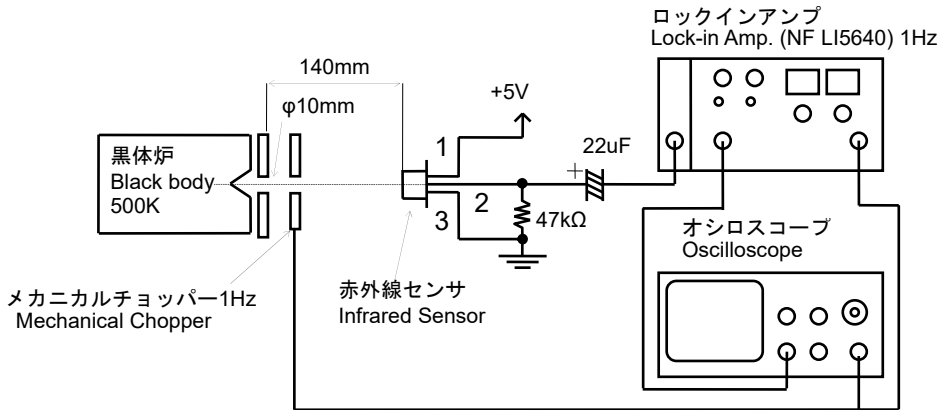 ロックインアンプ
Lock-in Amp. (NF LI5640) 1Hz
140mm
φ10mm
+5V
黒体炉
Black body
500K
1
2
3
22uF
+
47kΩ
オシロスコープ
Oscilloscope
メカニカルチョッパー1Hz
Mechanical Chopper
赤外線センサ
Infrared Sensor